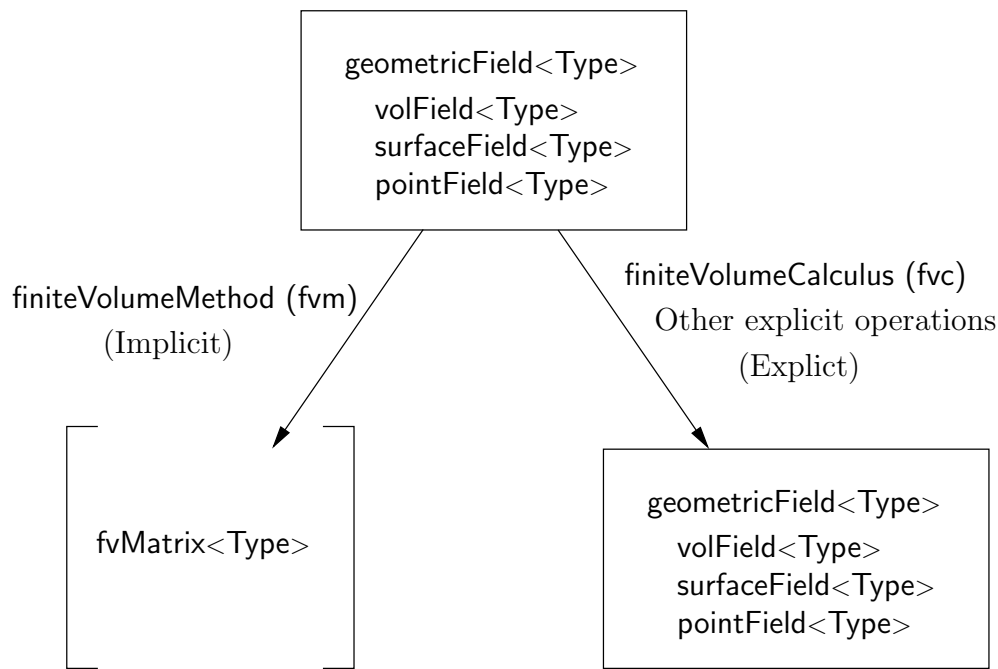 geometricField<Type>
volField<Type>
surfaceField<Type>
pointField<Type>
finiteVolumeMethod (fvm)
(Implicit)
finiteVolumeCalculus (fvc)
Other explicit operations
(Explict)
fvMatrix<Type>
geometricField<Type>
volField<Type>
surfaceField<Type>
pointField<Type>